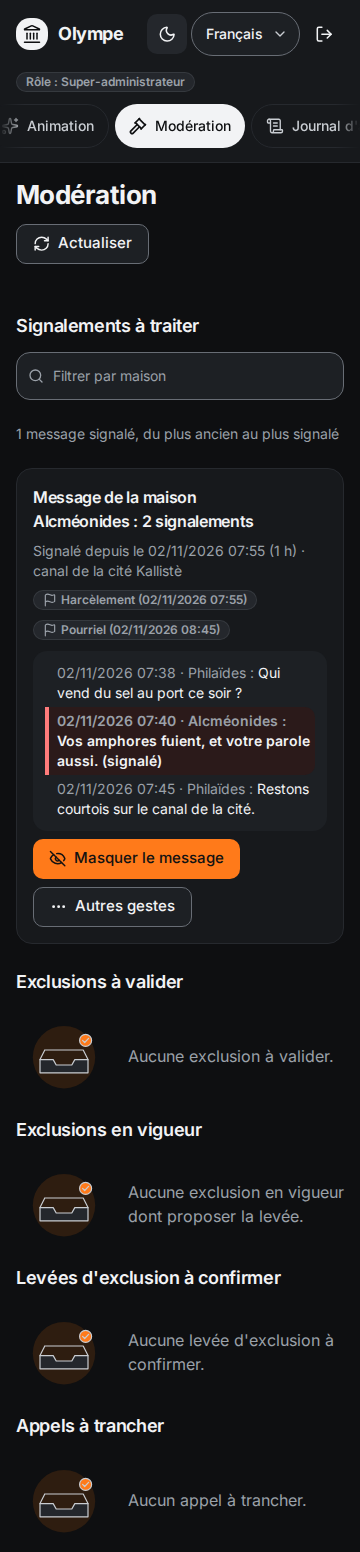 Olympe
Français
Rôle : Super-administrateur
Animation
Modération
Journal d'
Modération
Actualiser
Signalements à traiter
Filtrer par maison
1 message signalé, du plus ancien au plus signalé
Message de la maison
Alcméonides : 2 signalements
Signalé depuis le 02/11/2026 07:55 (1 h) ·
canal de la cité Kallistè
Harcèlement (02/11/2026 07:55)
Pourriel (02/11/2026 08:45)
02/11/2026 07:38 · Philaïdes : Qui
vend du sel au port ce soir ?
02/11/2026 07:40 · Alcméonides :
Vos amphores fuient, et votre parole
aussi. (signalé)
02/11/2026 07:45 · Philaïdes : Restons
courtois sur le canal de la cité.
Masquer le message
Autres gestes
Exclusions à valider
Aucune exclusion à valider.
Exclusions en vigueur
Aucune exclusion en vigueur
dont proposer la levée.
Levées d'exclusion à confirmer
Aucune levée d'exclusion à
confirmer.
Appels à trancher
Aucun appel à trancher.